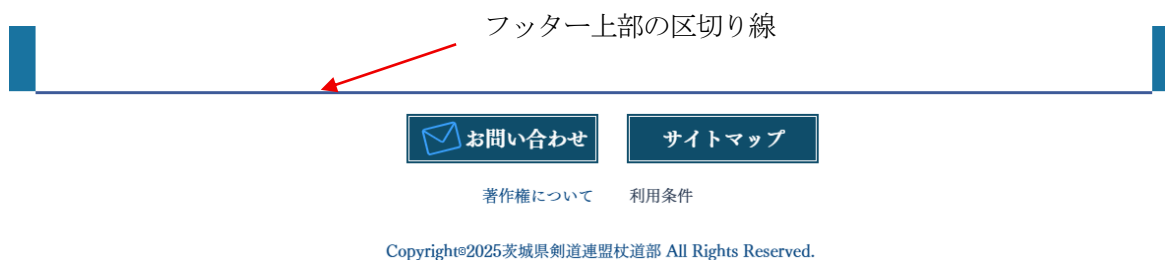 フッター上部の区切り線
お問い合わせ
サイトマップ
著作権について
利用条件
Copyright©2025茨城県剣道連盟杖道部 All Rights Reserved.